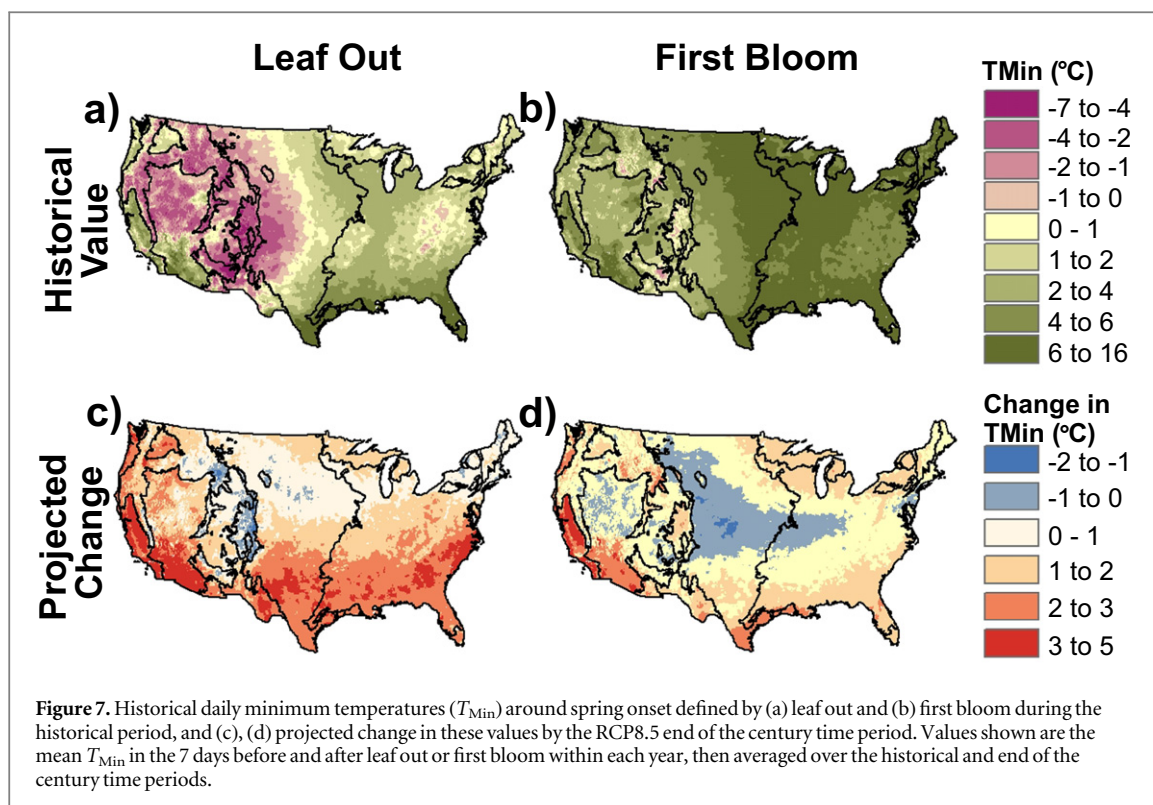 Leaf Out
First Bloom
Historical
Value
Projected
Change
a)
b)
c)
d)
TMin (°C)
-7 to -4
-4 to -2
-2 to -1
-1 to 0
0 - 1
1 to 2
2 to 4
4 to 6
6 to 16
Change in
TMin (°C)
-2 to -1
-1 to 0
0 - 1
1 to 2
2 to 3
3 to 5
Figure 7. Historical daily minimum temperatures (TMin) around spring onset defined by (a) leaf out and (b) first bloom during the
historical period, and (c), (d) projected change in these values by the RCP8.5 end of the century time period. Values shown are the
mean TMin in the 7 days before and after leaf out or first bloom within each year, then averaged over the historical and end of the
century time periods.